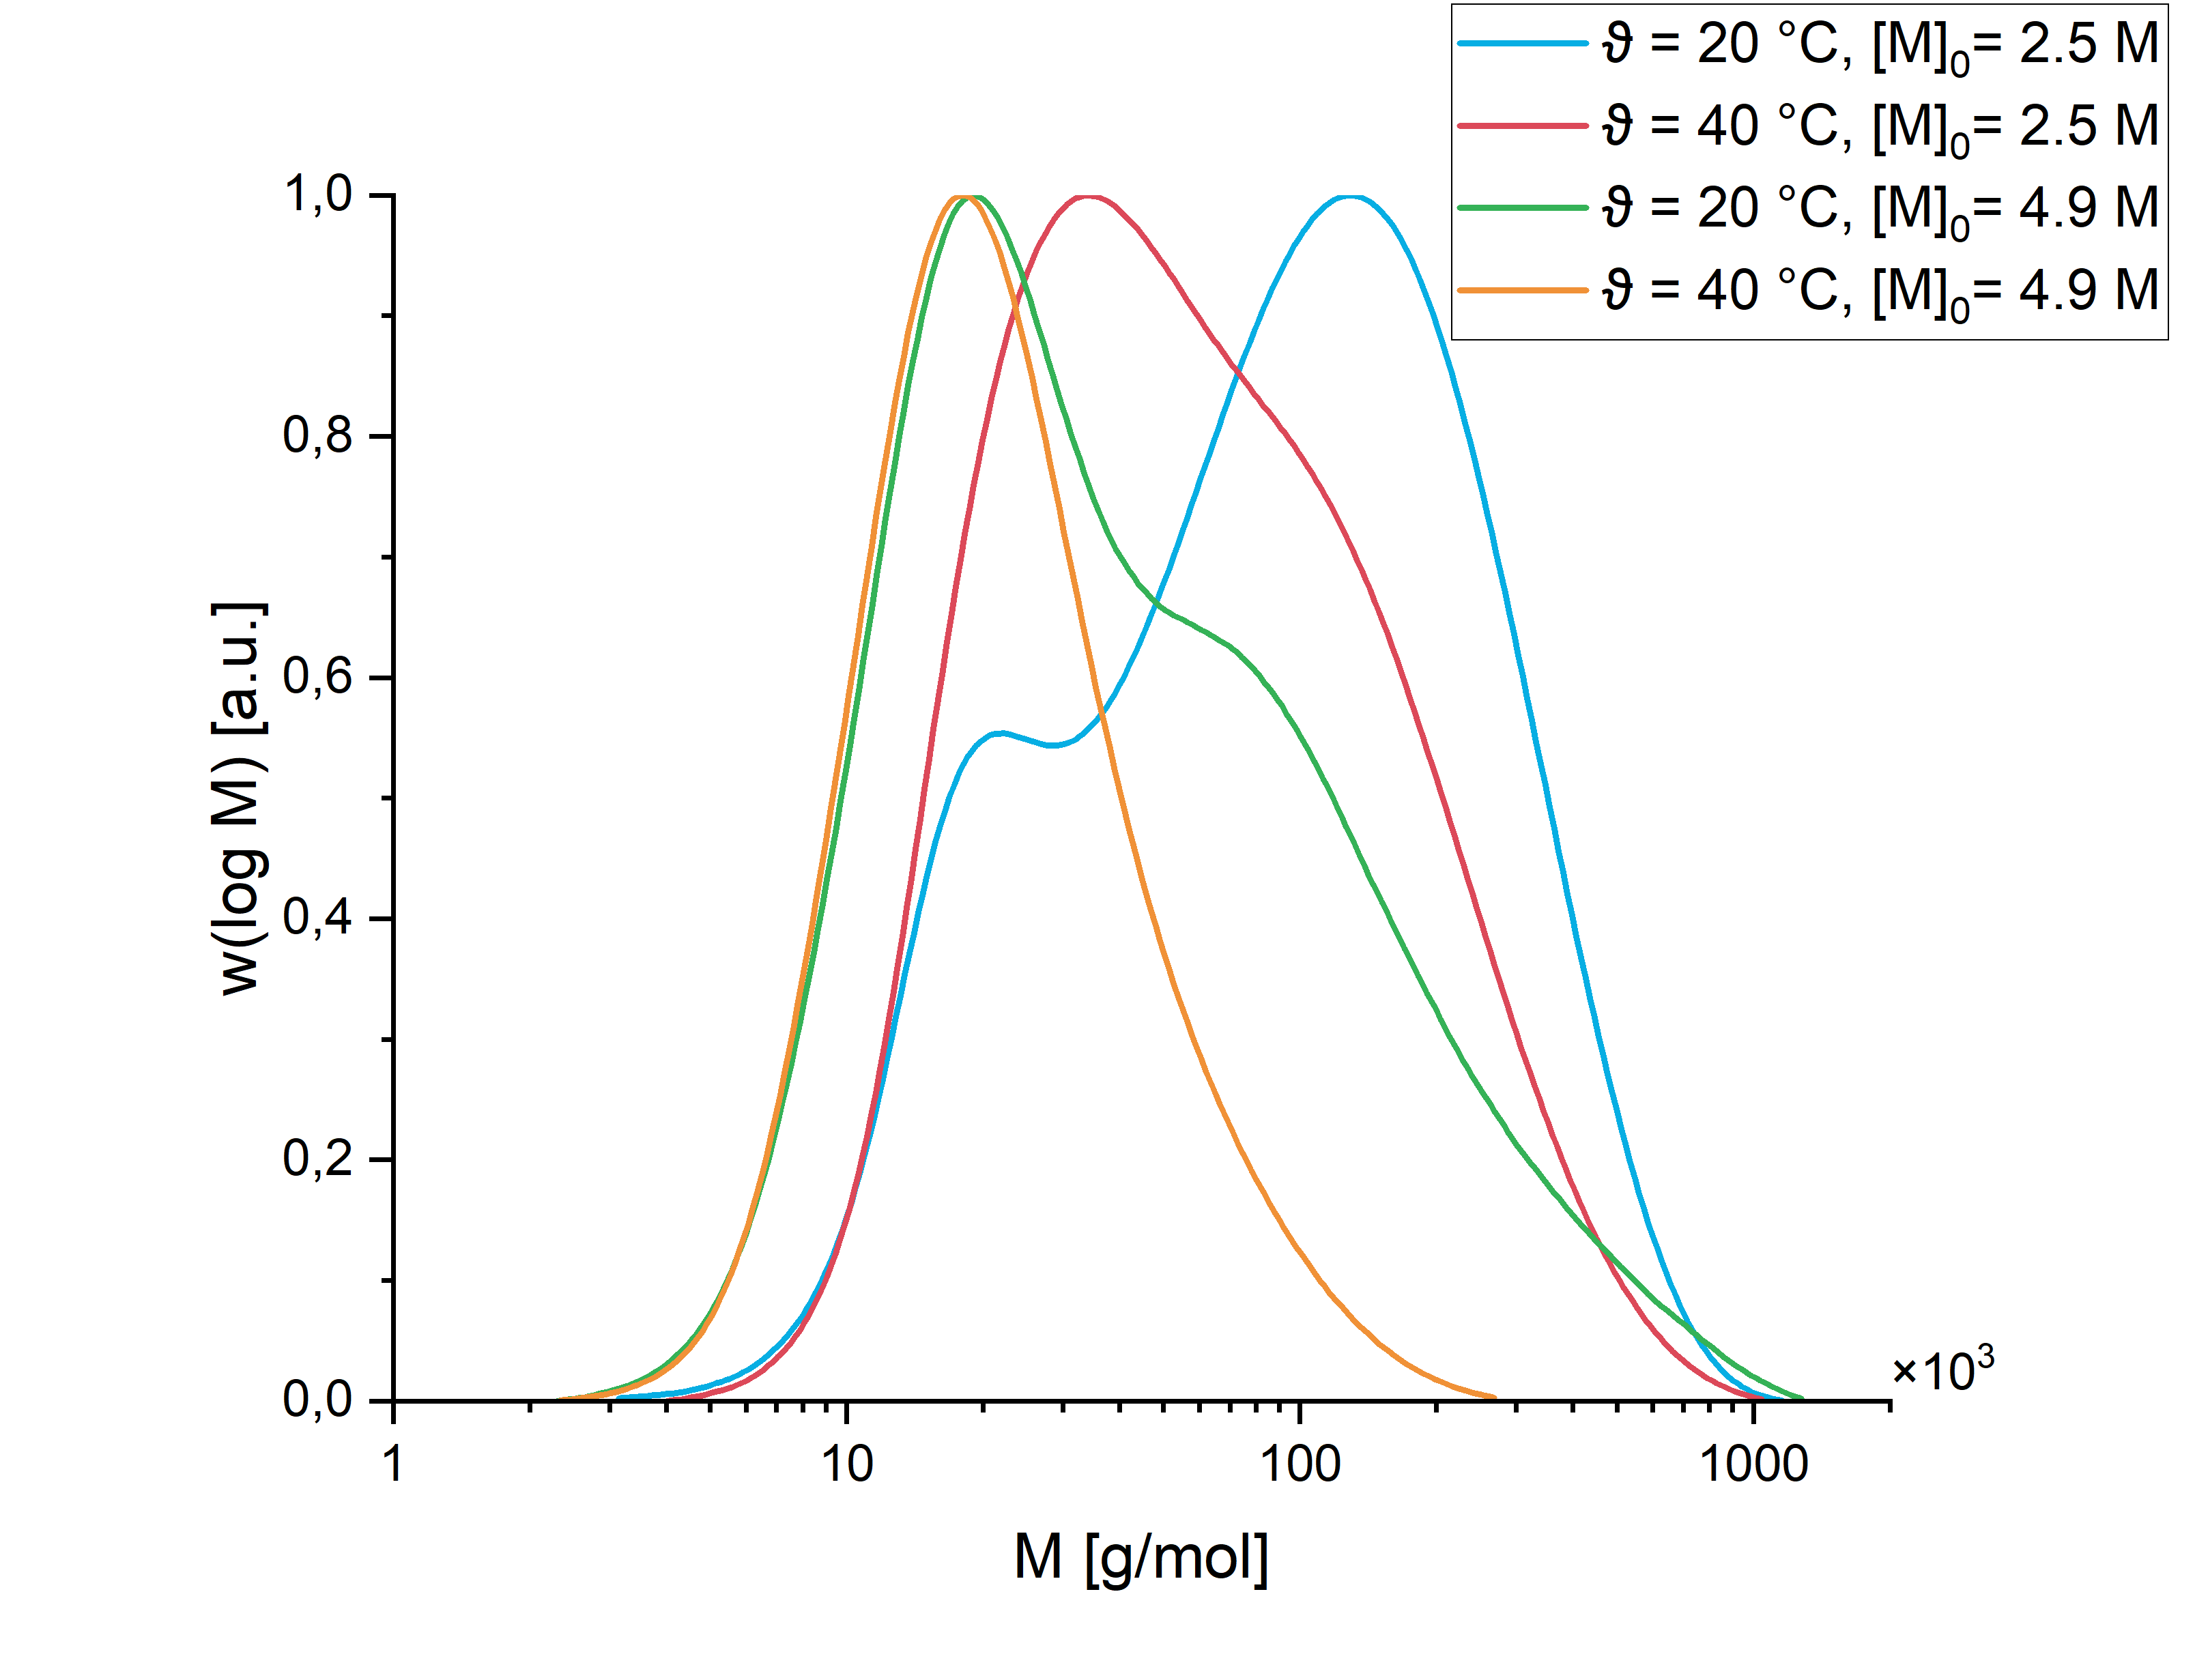 ϑ = 20 °C, [M]₀= 2.5 M
ϑ = 40 °C, [M]₀= 2.5 M
ϑ = 20 °C, [M]₀= 4.9 M
ϑ = 40 °C, [M]₀= 4.9 M
1,0
0,8
0,6
0,4
0,2
0,0
w(log M) [a.u.]
×10³
1
10
100
1000
M [g/mol]